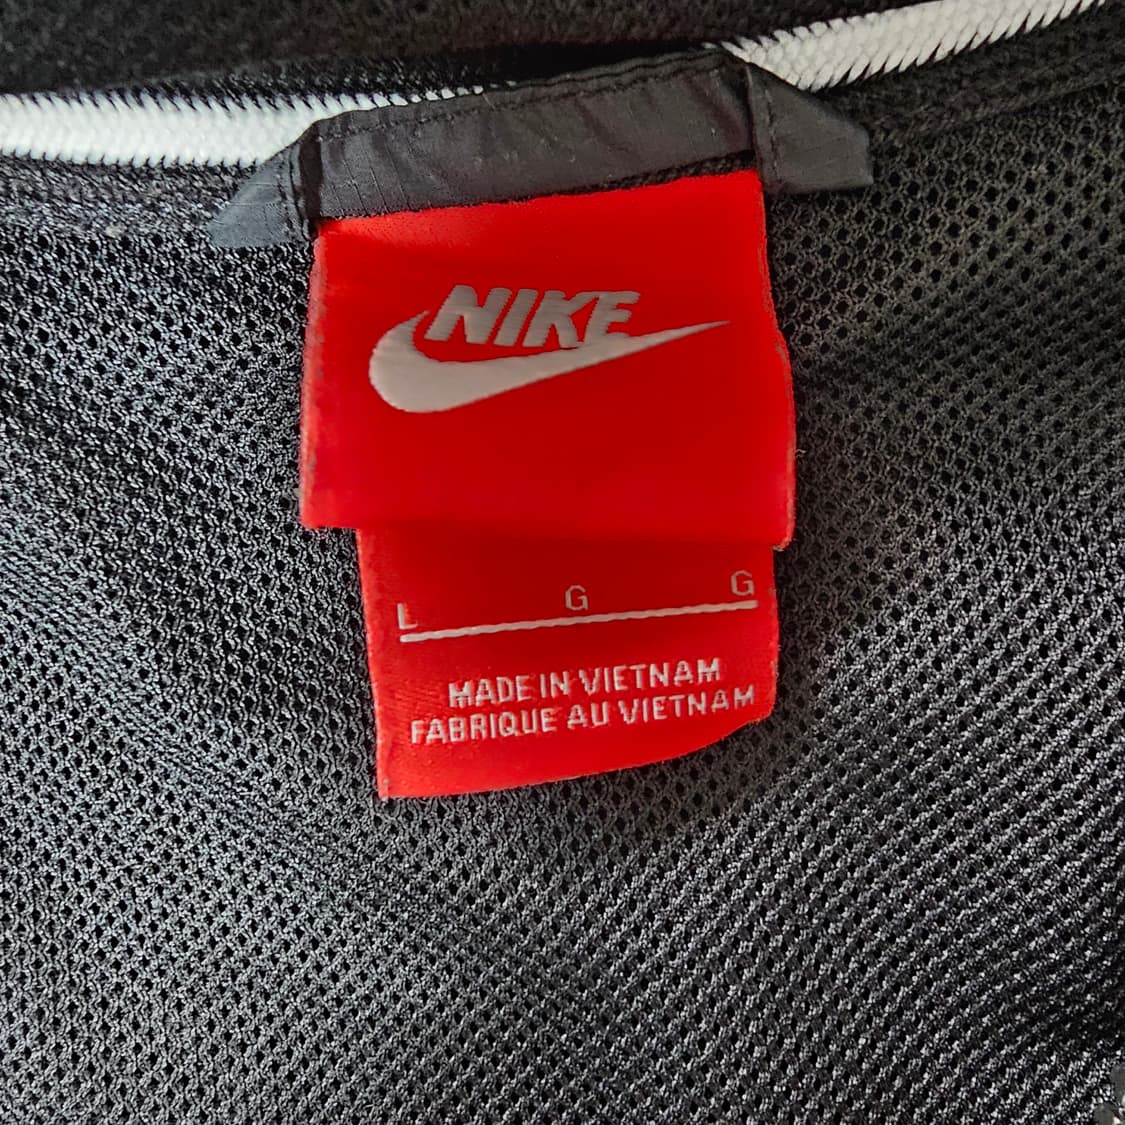 NIKE
L G G
MADE IN VIETNAM
FABRIQUE AU VIETNAM